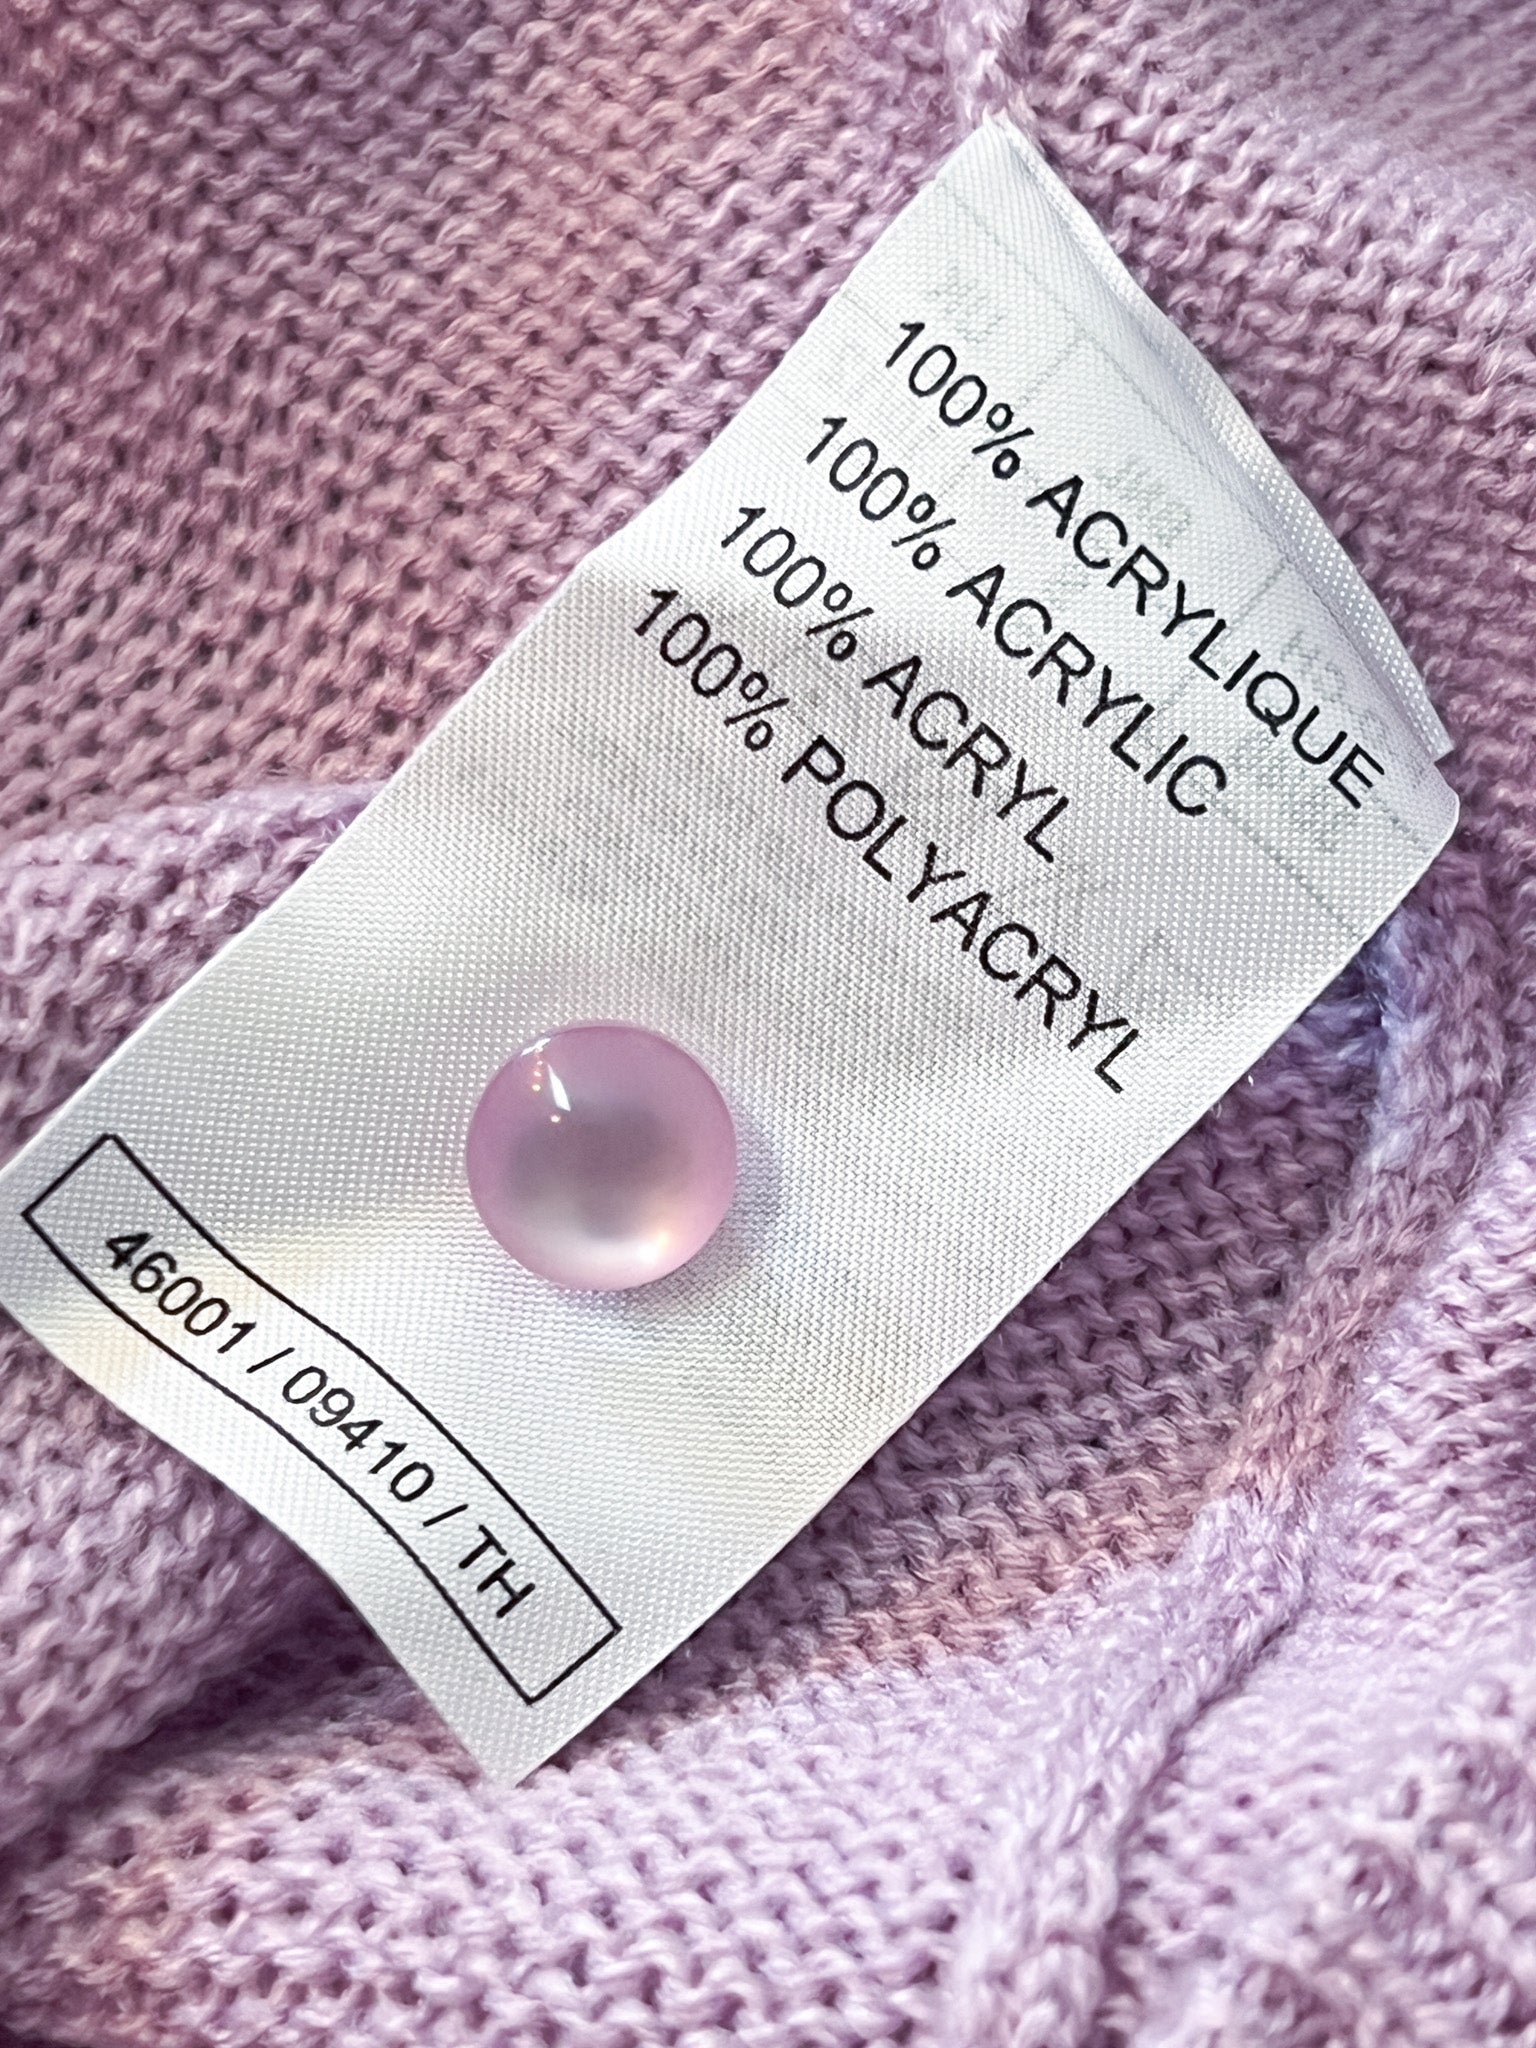 100% ACRYLIQUE
100% ACRYLIC
100% ACRYL
100% POLYACRYL
46001 / 09410 / TH